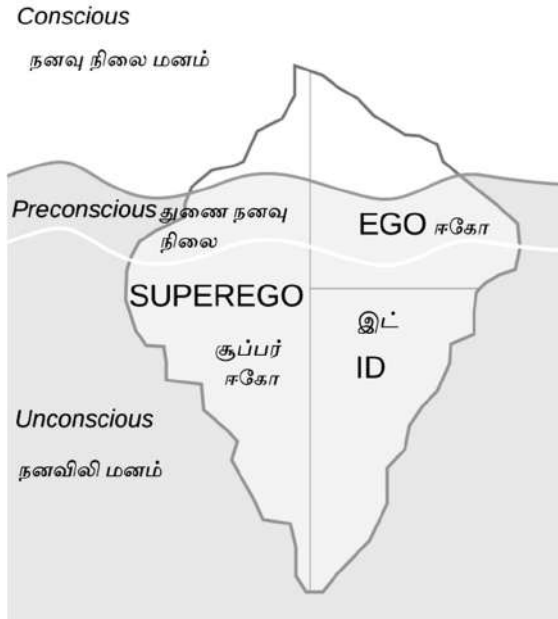 Conscious
நனவு நிலை மனம்
Preconscious துணை நனவு
நிலை
EGO ஈகோ
SUPEREGO
சூப்பர்
ஈகோ
இட்
ID
Unconscious
நனவிலி மனம்